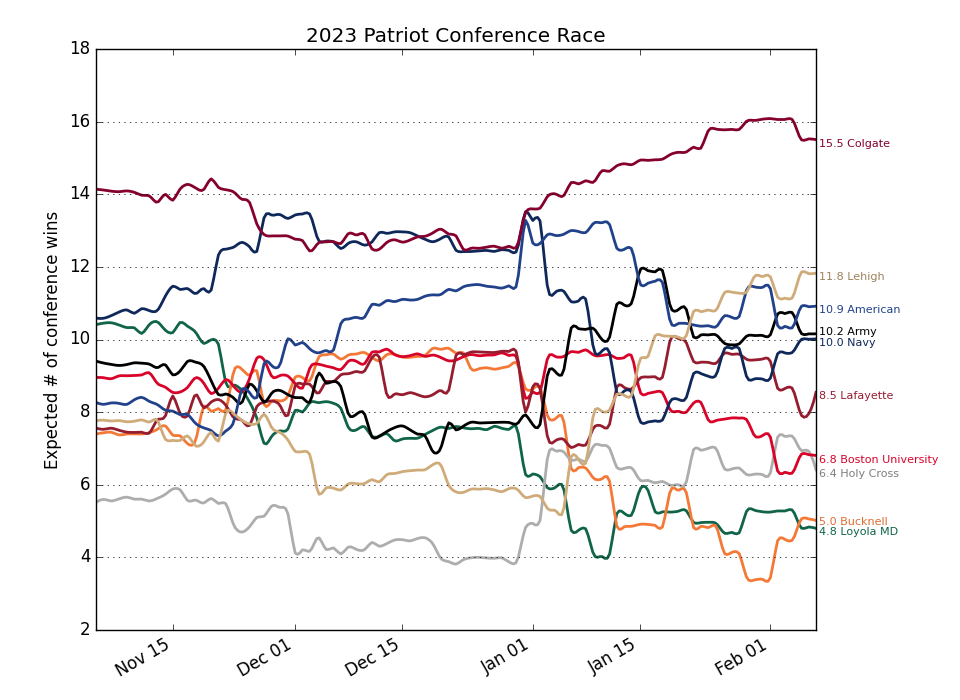 2023 Patriot Conference Race
Expected # of conference wins
18
16
14
12
10
8
6
4
2
15.5 Colgate
11.8 Lehigh
10.9 American
10.2 Army
10.0 Navy
8.5 Lafayette
6.8 Boston University
6.4 Holy Cross
5.0 Bucknell
4.8 Loyola MD
Nov 15
Dec 01
Dec 15
Jan 01
Jan 15
Feb 01